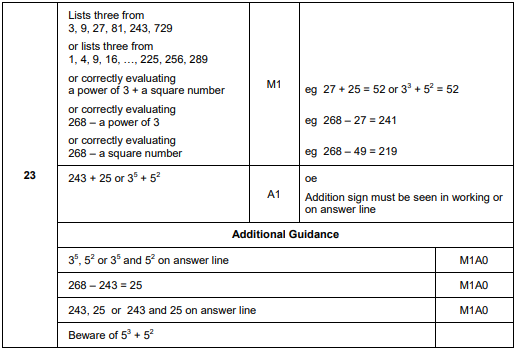 Lists three from
3, 9, 27, 81, 243, 729
or lists three from
1, 4, 9, 16, …, 225, 256, 289
or correctly evaluating
a power of 3 + a square number
or correctly evaluating
268 – a power of 3
or correctly evaluating
268 – a square number
M1
eg 27 + 25 = 52 or 3³ + 5² = 52
eg 268 – 27 = 241
eg 268 – 49 = 219
23
243 + 25 or 3⁵ + 5²
A1
oe
Addition sign must be seen in working or
on answer line
Additional Guidance
3⁵, 5² or 3⁵ and 5² on answer line
M1A0
268 – 243 = 25
M1A0
243, 25 or 243 and 25 on answer line
M1A0
Beware of 5³ + 5²